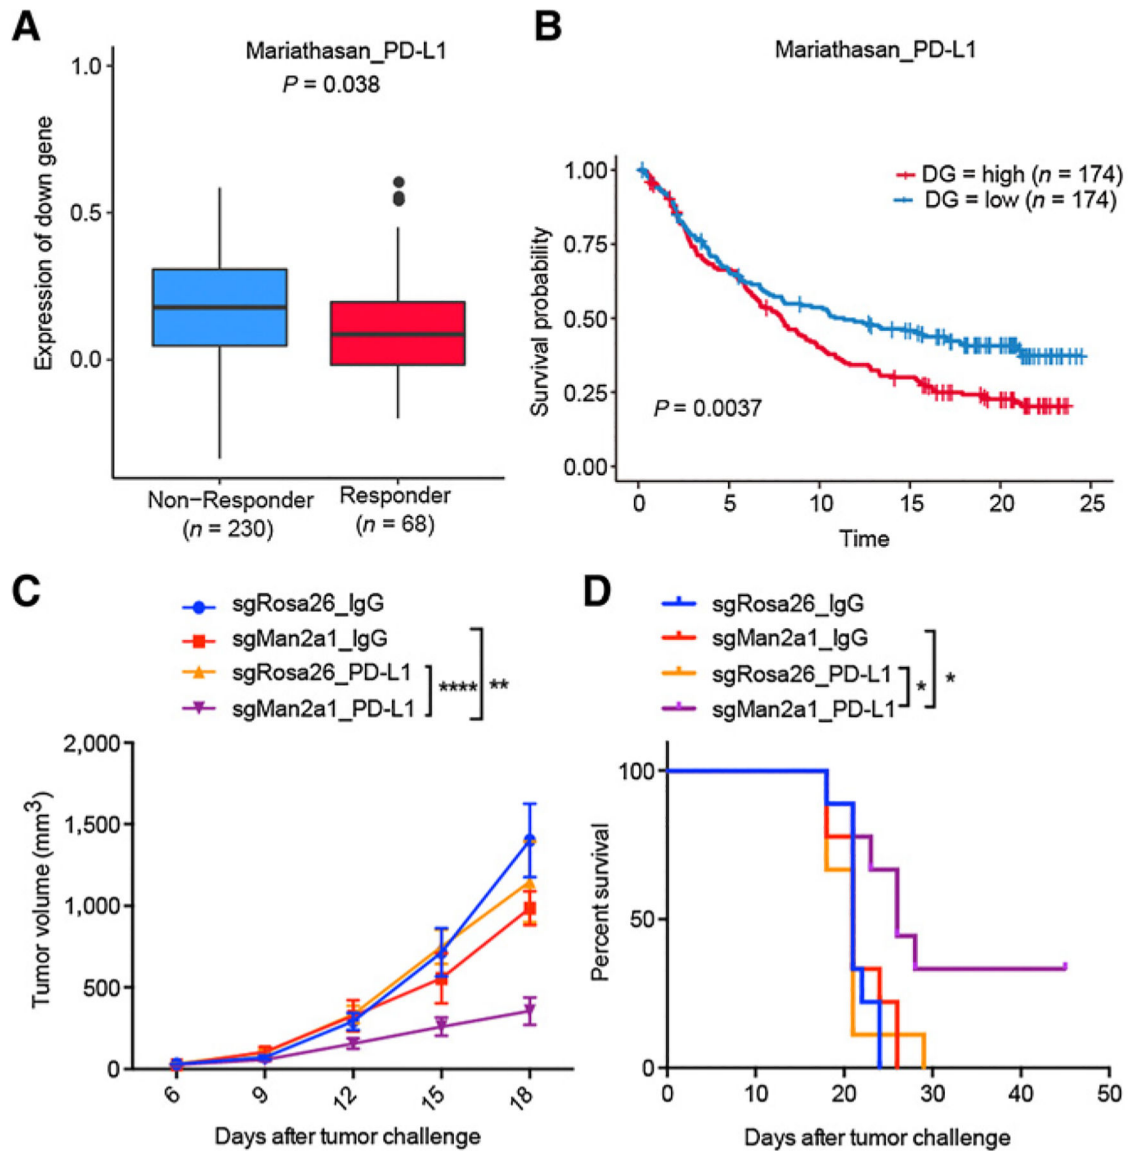 A
Mariathasan_PD-L1
P = 0.038
Expression of down gene
1.0
0.5
0.0
Non-Responder
(n = 230)
Responder
(n = 68)
B
Mariathasan_PD-L1
DG = high (n = 174)
DG = low (n = 174)
Survival probability
1.00
0.75
0.50
0.25
0.00
P = 0.0037
0 5 10 15 20 25
Time
C
sgRosa26_IgG
sgMan2a1_IgG
sgRosa26_PD-L1
sgMan2a1_PD-L1
**** **
Tumor volume (mm3)
2,000
1,500
1,000
500
0
6 9 12 15 18
Days after tumor challenge
D
sgRosa26_IgG
sgMan2a1_IgG
sgRosa26_PD-L1
sgMan2a1_PD-L1
* *
Percent survival
100
50
0
0 10 20 30 40 50
Days after tumor challenge